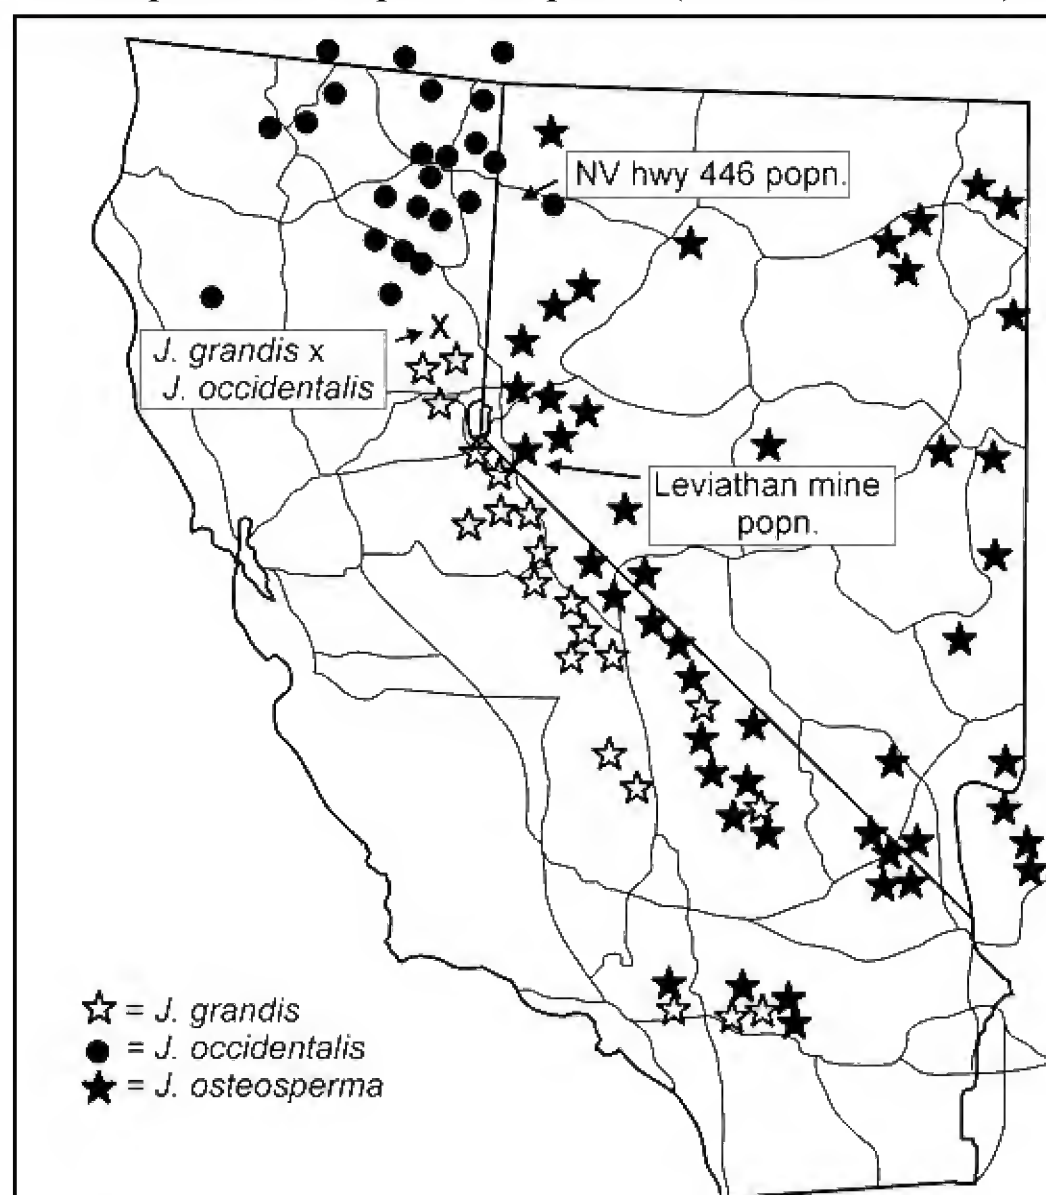 NV hwy 446 popn.
X
J. grandis x
J. occidentalis
Leviathan mine
popn.
= J. grandis
= J. occidentalis
= J. osteosperma